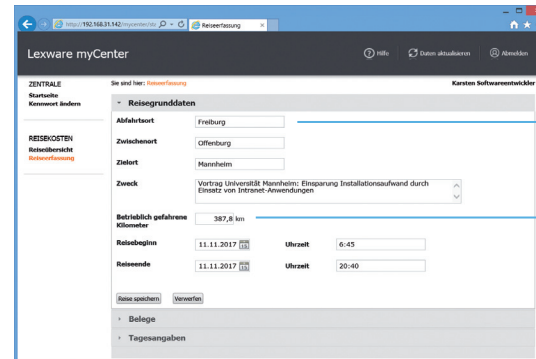 http://192.168.31.142/mycenter/sta
Reiseerfassung
Lexware myCenter
Hilfe
Daten aktualisieren
Abmelden
ZENTRALE
Startseite
Kennwort ändern
REISEKOSTEN
Reiseübersicht
Reiseerfassung
Sie sind hier: Reiseerfassung
Karsten Softwareentwickler
Reisegrunddaten
Abfahrtsort Freiburg
Zwischenort Offenburg
Zielort Mannheim
Zweck Vortrag Universität Mannheim: Einsparung Installationsaufwand durch
Einsatz von Intranet-Anwendungen
Betrieblich gefahrene
Kilometer
387,8 km
Reisebeginn 11.11.2017 Uhrzeit 6:45
Reiseende 11.11.2017 Uhrzeit 20:40
Reise speichern Verwerfen
Belege
Tagesangaben